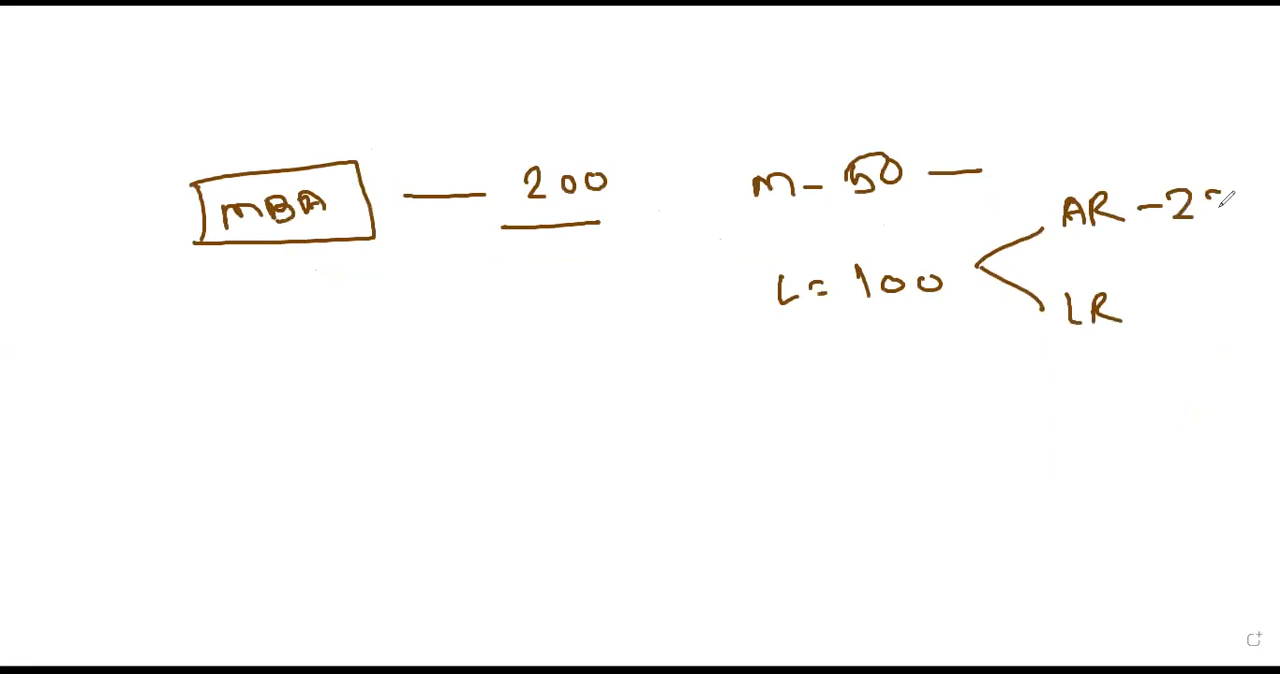 MBA — 200
M - 50 —
L = 100
AR - 2
LR